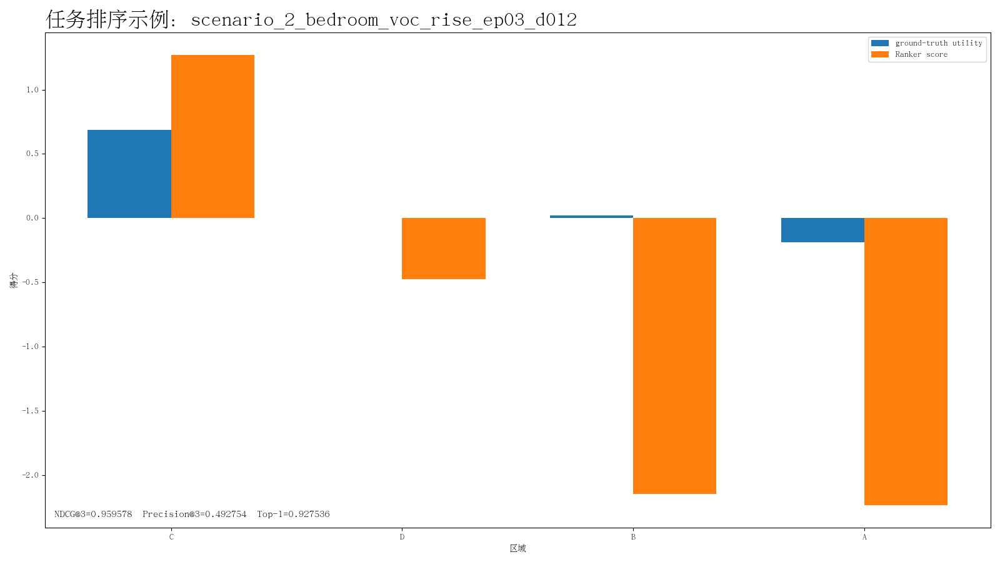 任务排序示例: scenario_2_bedroom_voc_rise_ep03_d012
ground-truth utility
Ranker score
1.0
0.5
0.0
-0.5
-1.0
-1.5
-2.0
得分
NDCG@3=0.959578 Precision@3=0.492754 Top-1=0.927536
C D B A
区域